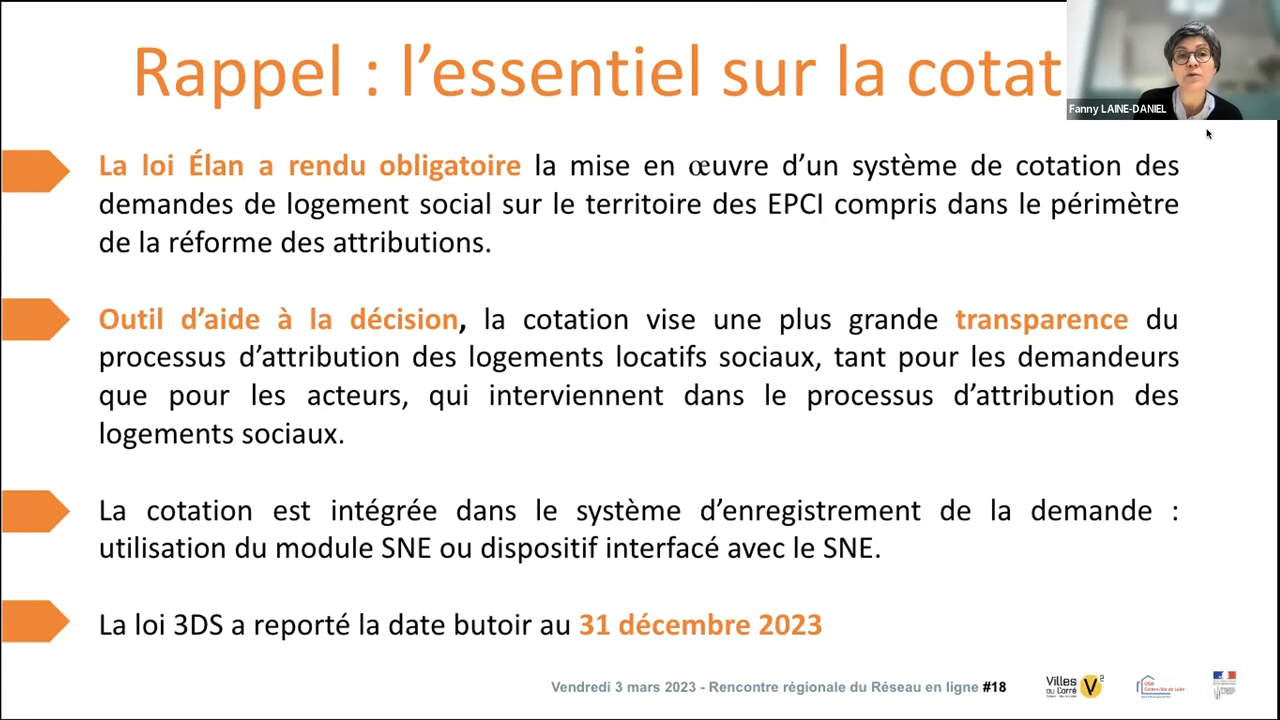 Rappel : l’essentiel sur la cotat
Fanny LAINE-DANIEL
La loi Élan a rendu obligatoire la mise en œuvre d’un système de cotation des
demandes de logement social sur le territoire des EPCI compris dans le périmètre
de la réforme des attributions.
Outil d’aide à la décision, la cotation vise une plus grande transparence du
processus d’attribution des logements locatifs sociaux, tant pour les demandeurs
que pour les acteurs, qui interviennent dans le processus d’attribution des
logements sociaux.
La cotation est intégrée dans le système d’enregistrement de la demande :
utilisation du module SNE ou dispositif interfacé avec le SNE.
La loi 3DS a reporté la date butoir au 31 décembre 2023
Vendredi 3 mars 2023 - Rencontre régionale du Réseau en ligne #18
Villes
au Carré
V2